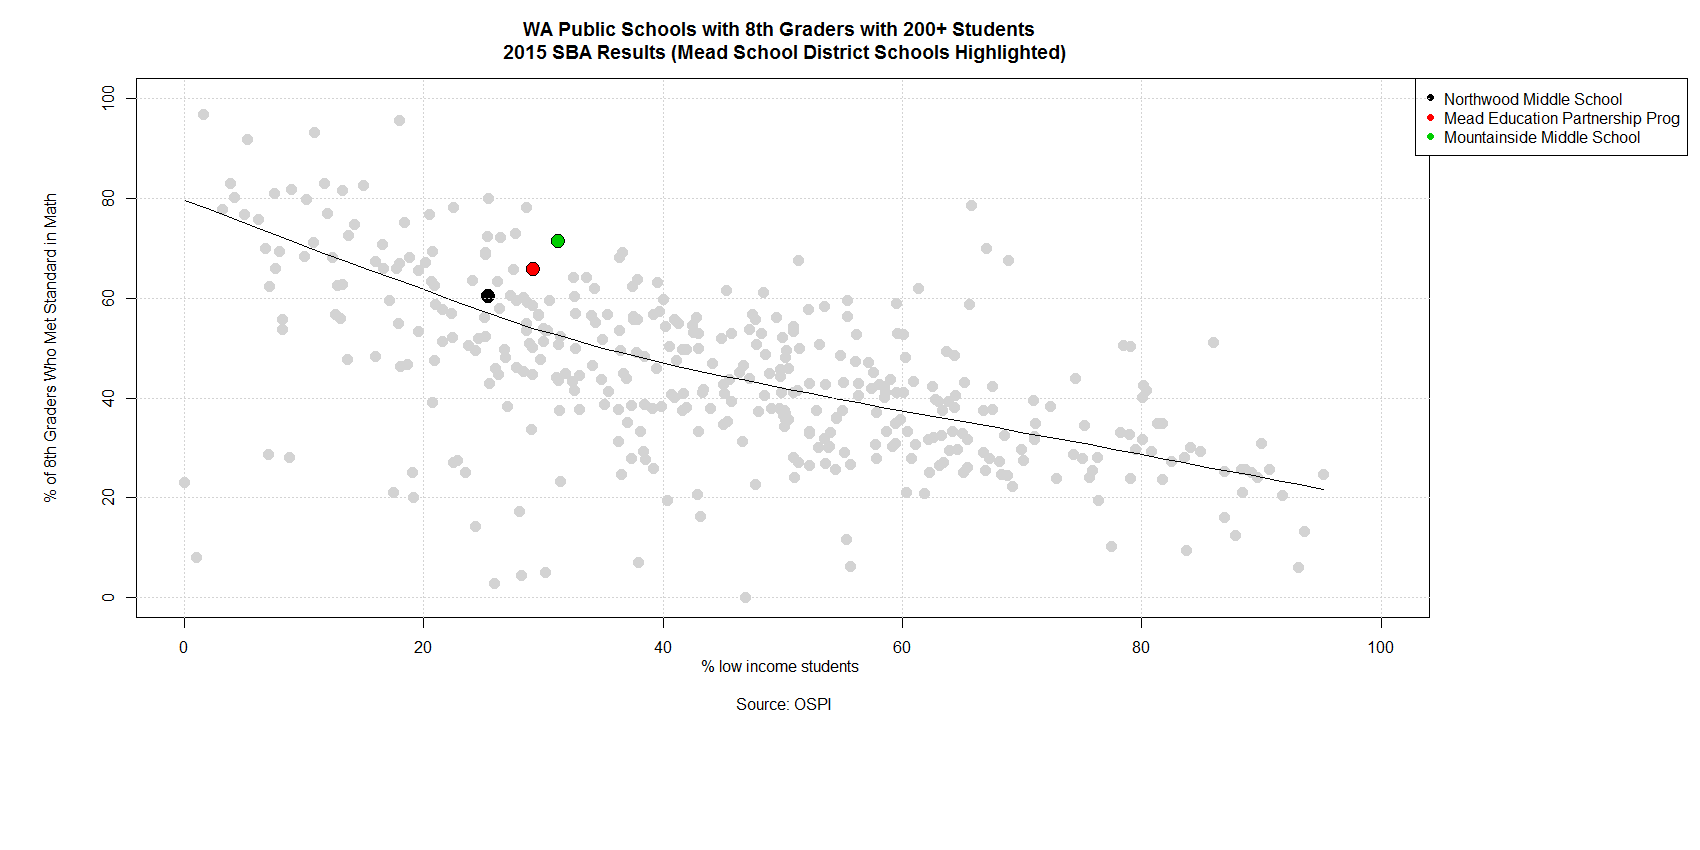 WA Public Schools with 8th Graders with 200+ Students
2015 SBA Results (Mead School District Schools Highlighted)
Northwood Middle School
Mead Education Partnership Prog
Mountainside Middle School
% of 8th Graders Who Met Standard in Math
100
80
60
40
20
0
0 20 40 60 80 100
% low income students
Source: OSPI